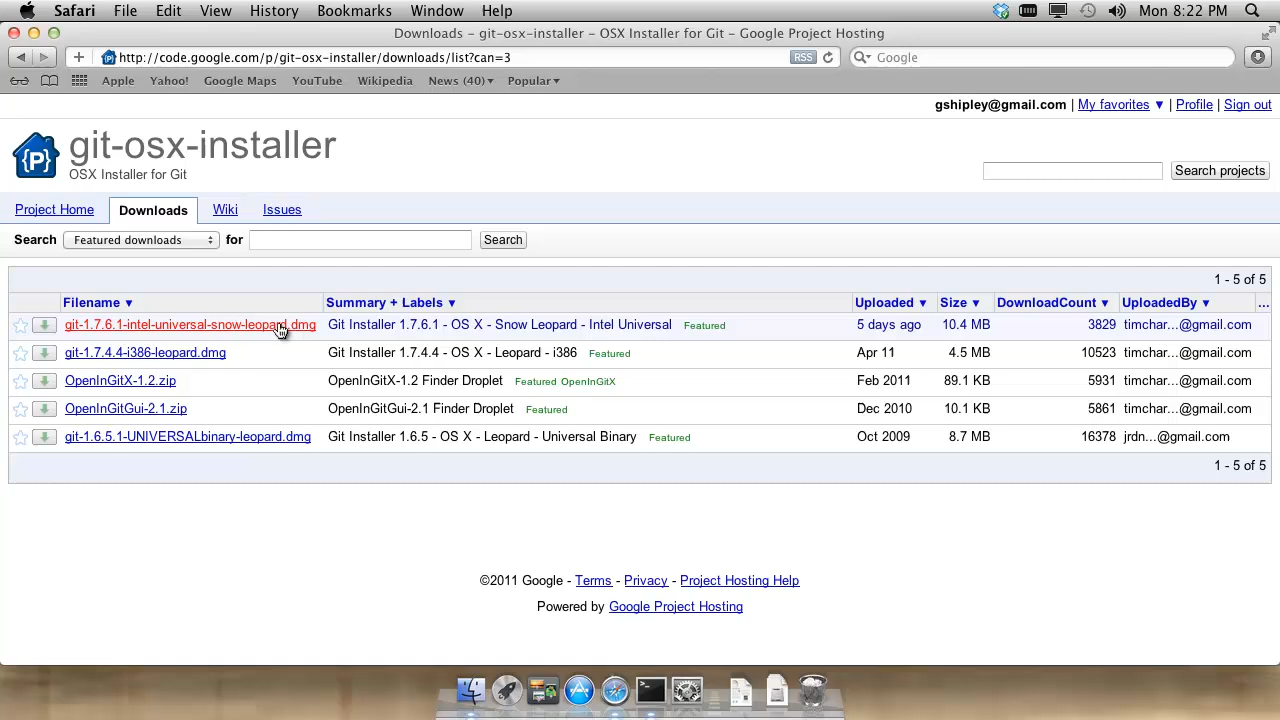 Safari File Edit View History Bookmarks Window Help Mon 8:22 PM
Downloads - git-osx-installer - OSX Installer for Git - Google Project Hosting
http://code.google.com/p/git-osx-installer/downloads/list?can=3 RSS Google
Apple Yahoo! Google Maps YouTube Wikipedia News (40) Popular
gshipley@gmail.com | My favorites ▼ | Profile | Sign out
{P} git-osx-installer
OSX Installer for Git
Search projects
Project Home Downloads Wiki Issues
Search Featured downloads for Search
1 - 5 of 5
Filename ▼ Summary + Labels ▼ Uploaded ▼ Size ▼ DownloadCount ▼ UploadedBy ▼ ...
git-1.7.6.1-intel-universal-snow-leopard.dmg Git Installer 1.7.6.1 - OS X - Snow Leopard - Intel Universal Featured 5 days ago 10.4 MB 3829 timchar...@gmail.com
git-1.7.4.4-i386-leopard.dmg Git Installer 1.7.4.4 - OS X - Leopard - i386 Featured Apr 11 4.5 MB 10523 timchar...@gmail.com
OpenInGitX-1.2.zip OpenInGitX-1.2 Finder Droplet Featured OpenInGitX Feb 2011 89.1 KB 5931 timchar...@gmail.com
OpenInGitGui-2.1.zip OpenInGitGui-2.1 Finder Droplet Featured Dec 2010 10.1 KB 5861 timchar...@gmail.com
git-1.6.5.1-UNIVERSALbinary-leopard.dmg Git Installer 1.6.5 - OS X - Leopard - Universal Binary Featured Oct 2009 8.7 MB 16378 jrdn...@gmail.com
1 - 5 of 5
©2011 Google - Terms - Privacy - Project Hosting Help
Powered by Google Project Hosting